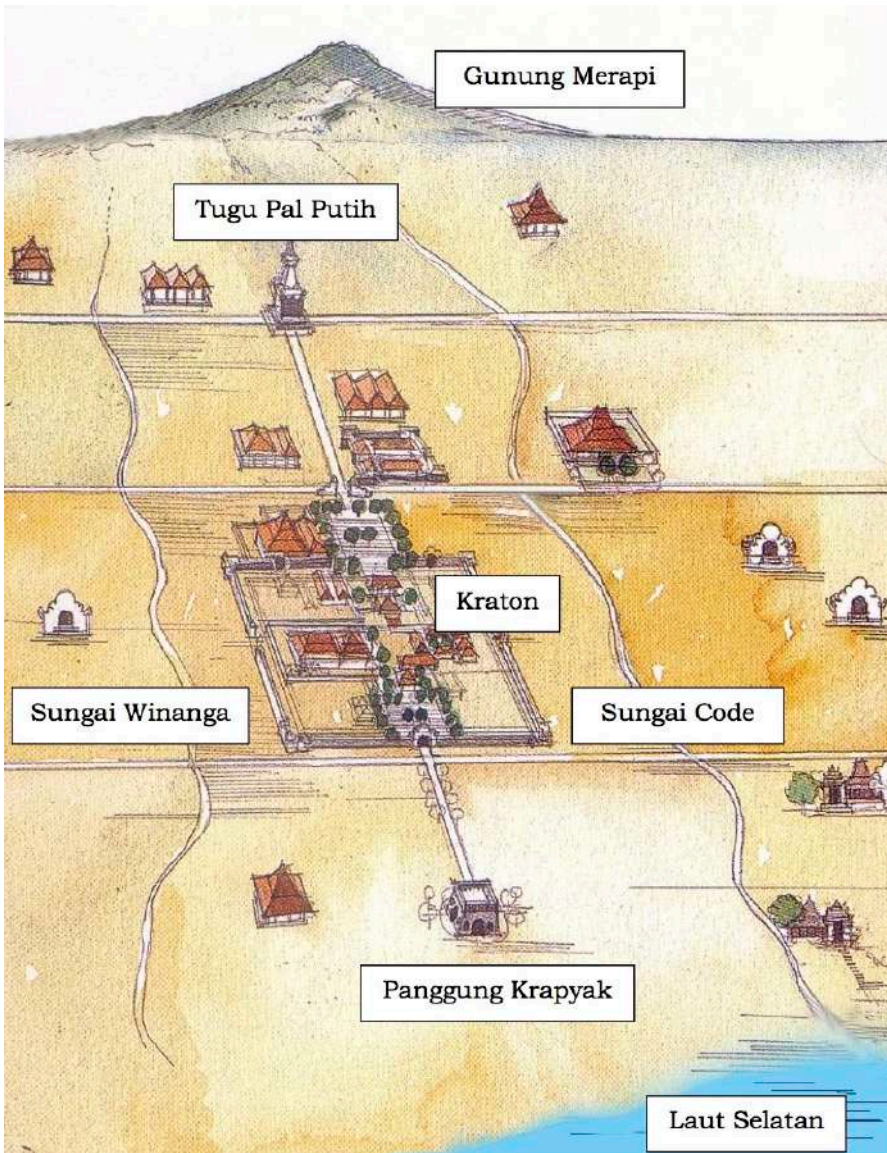 Gunung Merapi
Tugu Pal Putih
Kraton
Sungai Winanga
Sungai Code
Panggung Krapyak
Laut Selatan